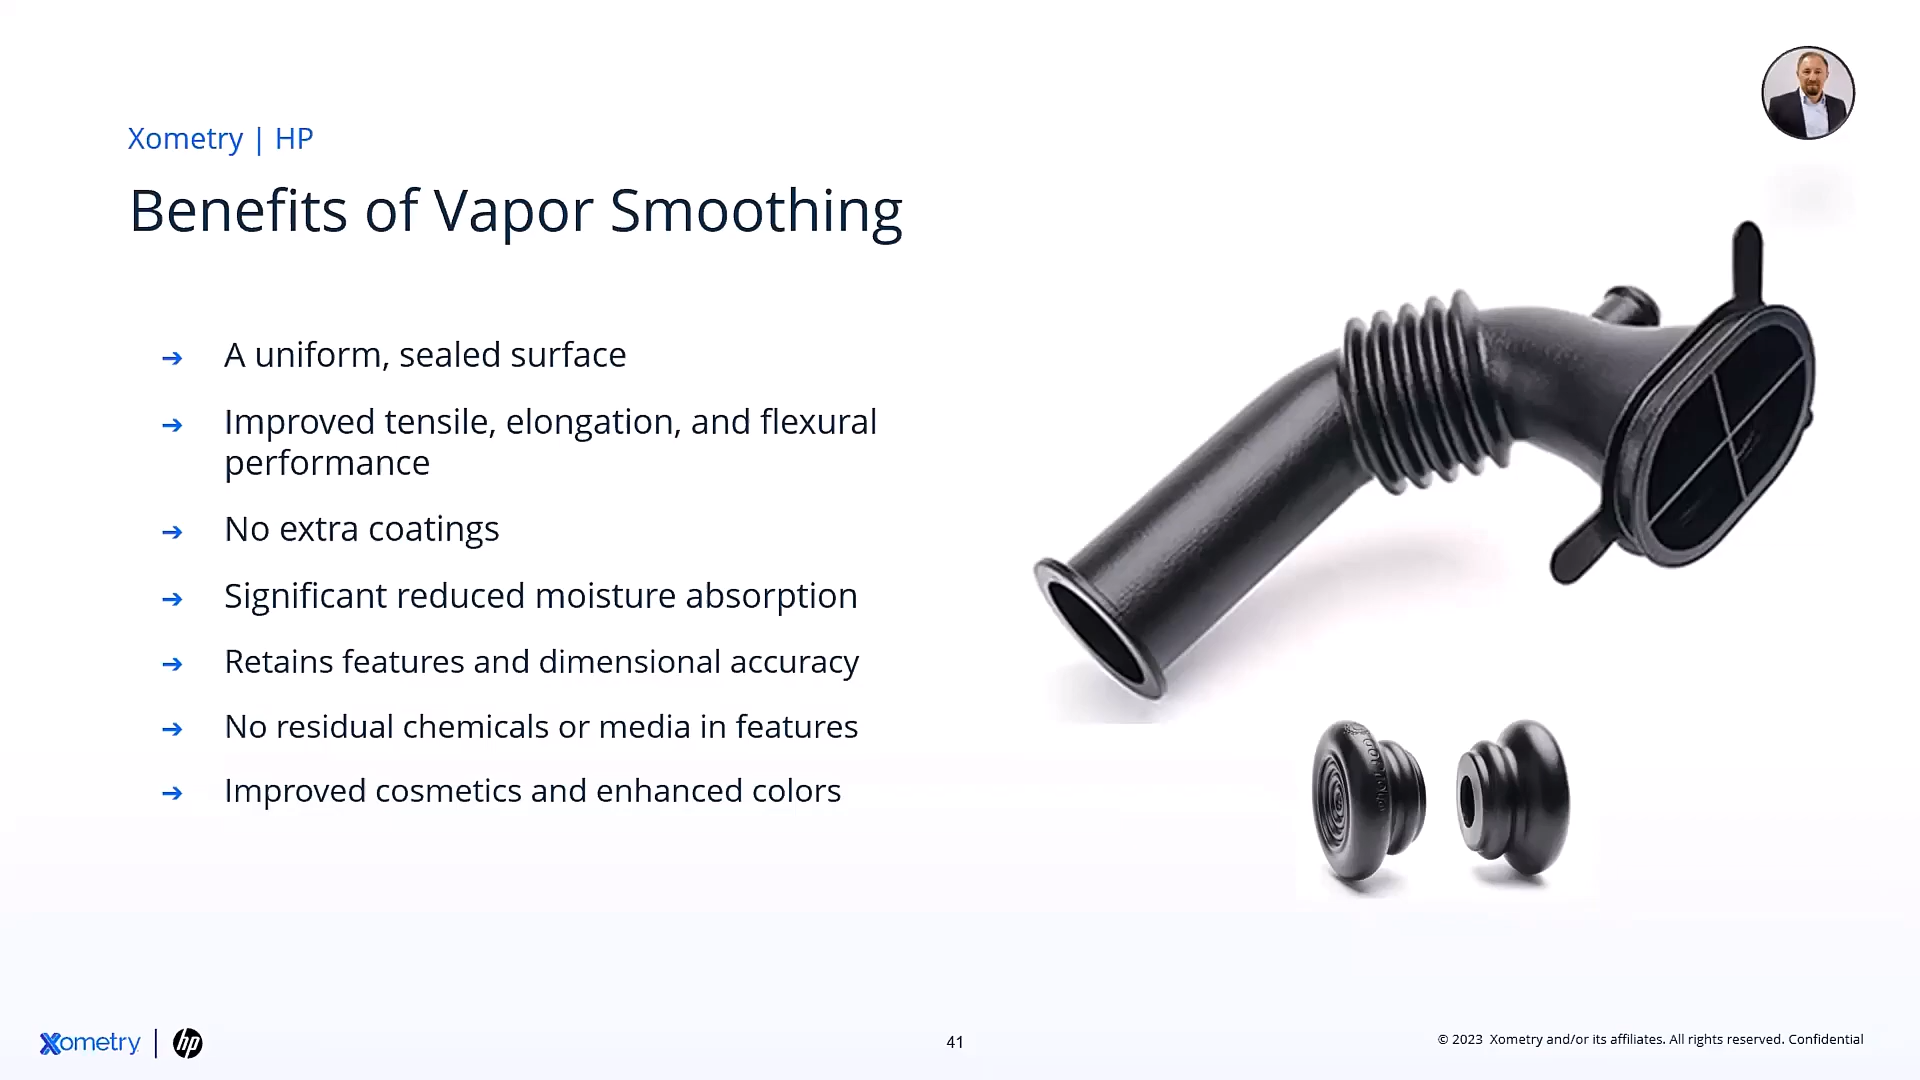 Xometry | HP
Benefits of Vapor Smoothing
➔ A uniform, sealed surface
➔ Improved tensile, elongation, and flexural
performance
➔ No extra coatings
➔ Significant reduced moisture absorption
➔ Retains features and dimensional accuracy
➔ No residual chemicals or media in features
➔ Improved cosmetics and enhanced colors
Xometry | hp
41
© 2023 Xometry and/or its affiliates. All rights reserved. Confidential